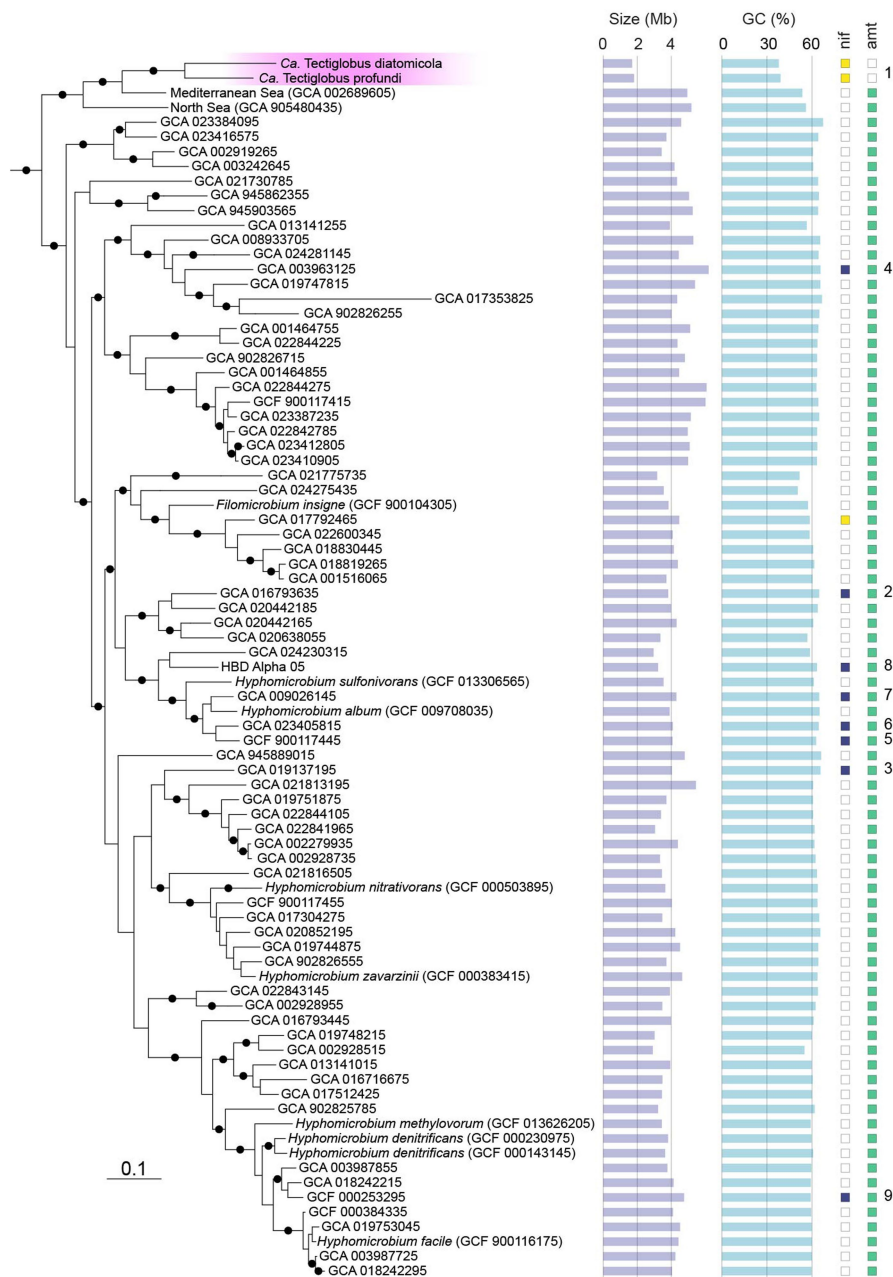 Size (Mb) GC (%) nif amt
0 2 4 0 30 60
Ca. Tectiglobus diatomicola
Ca. Tectiglobus profundi 1
Mediterranean Sea (GCA 002689605)
North Sea (GCA 905480435)
GCA 023384095
GCA 023416575
GCA 002919265
GCA 003242645
GCA 021730785
GCA 945862355
GCA 945903565
GCA 013141255
GCA 008933705
GCA 024281145
GCA 003963125 4
GCA 019747815
GCA 017353825
GCA 902826255
GCA 001464755
GCA 022844225
GCA 902826715
GCA 001464855
GCA 022844275
GCF 900117415
GCA 023387235
GCA 022842785
GCA 023412805
GCA 023410905
GCA 021775735
GCA 024275435
Filomicrobium insigne (GCF 900104305)
GCA 017792465
GCA 022600345
GCA 018830445
GCA 018819265
GCA 001516065
GCA 016793635 2
GCA 020442185
GCA 020442165
GCA 020638055
GCA 024230315
HBD Alpha 05 8
Hyphomicrobium sulfonivorans (GCF 013306565)
GCA 009026145 7
Hyphomicrobium album (GCF 009708035)
GCA 023405815 6
GCF 900117445 5
GCA 945889015
GCA 019137195 3
GCA 021813195
GCA 019751875
GCA 022844105
GCA 022841965
GCA 002279935
GCA 002928735
GCA 021816505
Hyphomicrobium nitrativorans (GCF 000503895)
GCF 900117455
GCA 017304275
GCA 020852195
GCA 019744875
GCA 902826555
Hyphomicrobium zavarzinii (GCF 000383415)
GCA 022843145
GCA 002928955
GCA 016793445
GCA 019748215
GCA 002928515
GCA 013141015
GCA 016716675
GCA 017512425
GCA 902825785
Hyphomicrobium methylovorum (GCF 013626205)
Hyphomicrobium denitrificans (GCF 000230975)
Hyphomicrobium denitrificans (GCF 000143145)
GCA 003987855
GCA 018242215
GCF 000253295 9
GCF 000384335
GCA 019753045
Hyphomicrobium facile (GCF 900116175)
GCA 003987725
GCA 018242295
0.1